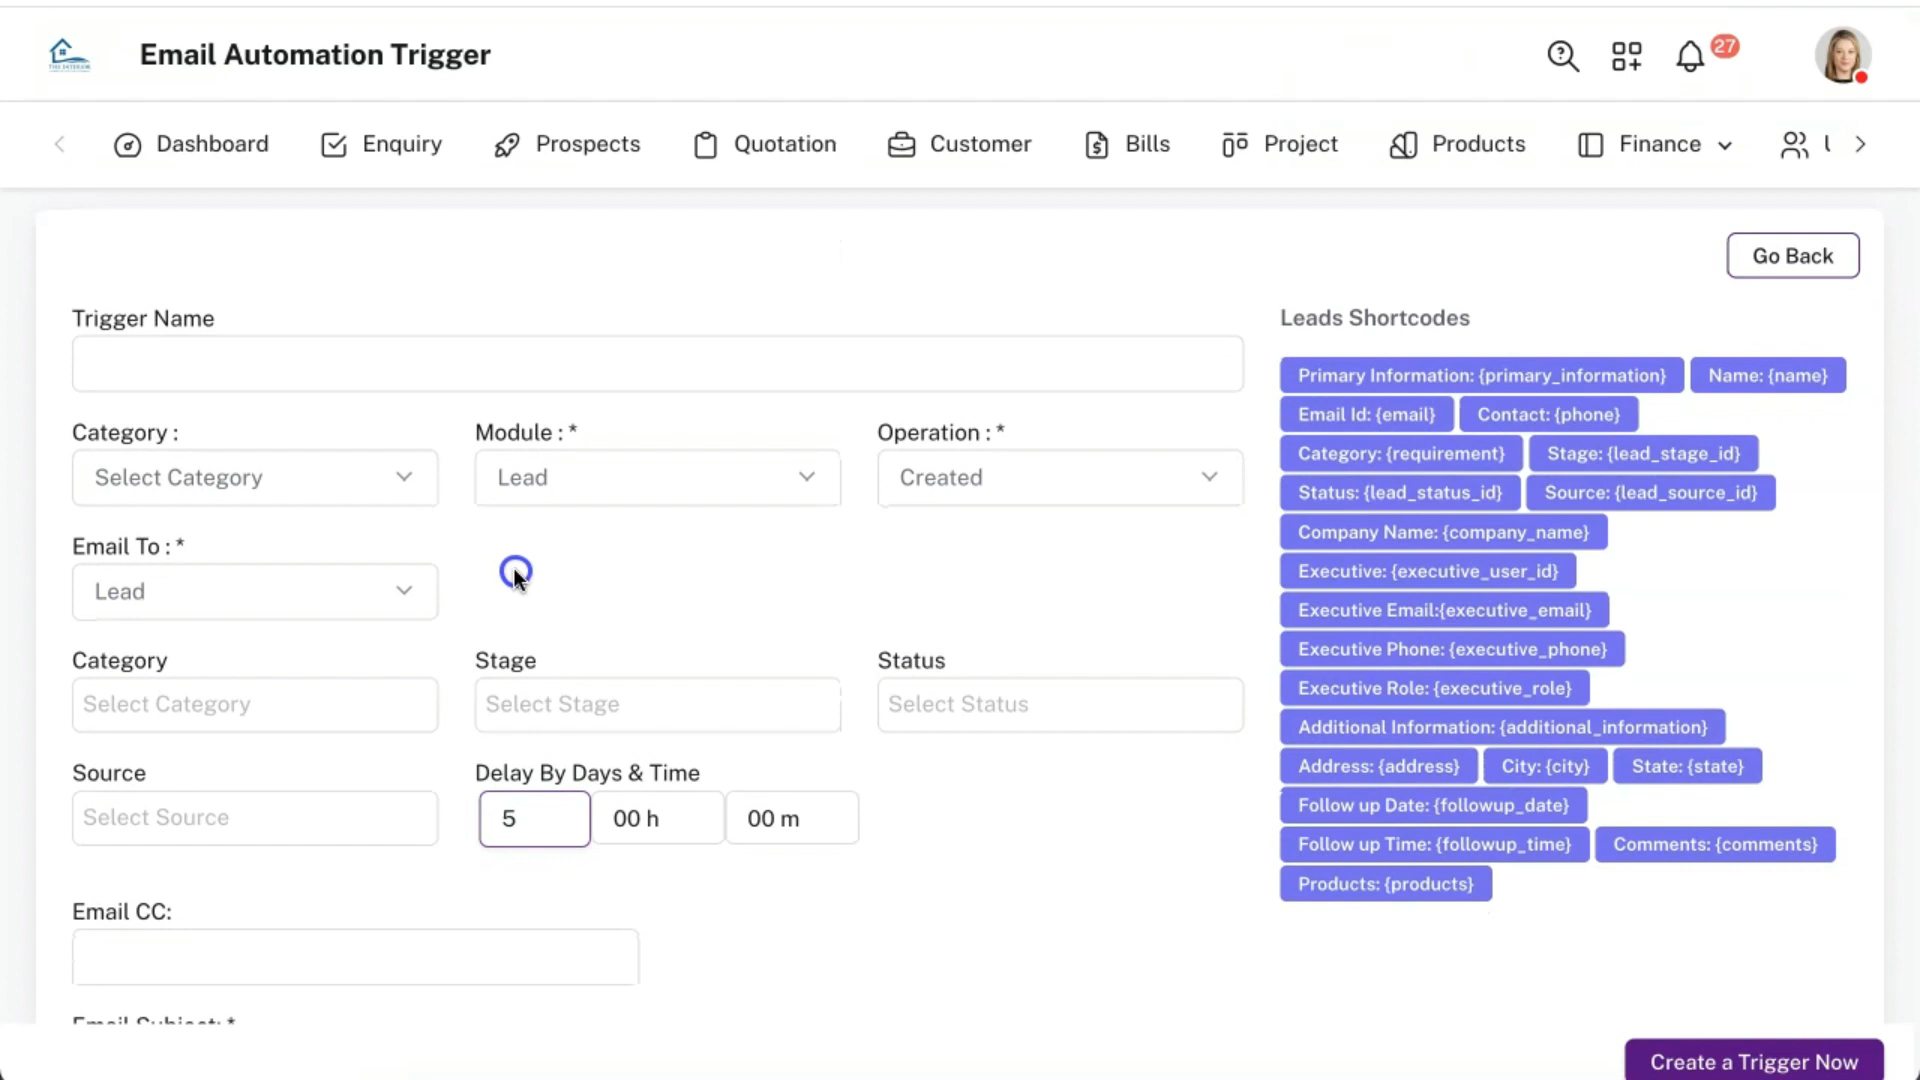 Email Automation Trigger
27
Dashboard
Enquiry
Prospects
Quotation
Customer
Bills
Project
Products
Finance
Go Back
Trigger Name
Category :
Select Category
Module : *
Lead
Operation : *
Created
Email To : *
Lead
Category
Select Category
Stage
Select Stage
Status
Select Status
Source
Select Source
Delay By Days & Time
5
00 h
00 m
Email CC:
Email Subject: *
Leads Shortcodes
Primary Information: {primary_information}
Name: {name}
Email Id: {email}
Contact: {phone}
Category: {requirement}
Stage: {lead_stage_id}
Status: {lead_status_id}
Source: {lead_source_id}
Company Name: {company_name}
Executive: {executive_user_id}
Executive Email:{executive_email}
Executive Phone: {executive_phone}
Executive Role: {executive_role}
Additional Information: {additional_information}
Address: {address}
City: {city}
State: {state}
Follow up Date: {followup_date}
Follow up Time: {followup_time}
Comments: {comments}
Products: {products}
Create a Trigger Now